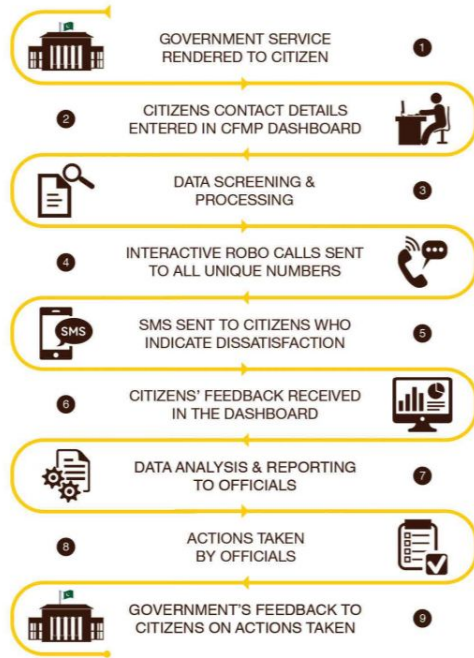 GOVERNMENT SERVICE
RENDERED TO CITIZEN
1
2
CITIZENS CONTACT DETAILS
ENTERED IN CFMP DASHBOARD
DATA SCREENING &
PROCESSING
3
4
INTERACTIVE ROBO CALLS SENT
TO ALL UNIQUE NUMBERS
SMS
SMS SENT TO CITIZENS WHO
INDICATE DISSATISFACTION
5
6
CITIZENS' FEEDBACK RECEIVED
IN THE DASHBOARD
DATA ANALYSIS & REPORTING
TO OFFICIALS
7
8
ACTIONS TAKEN
BY OFFICIALS
GOVERNMENT'S FEEDBACK TO
CITIZENS ON ACTIONS TAKEN
9